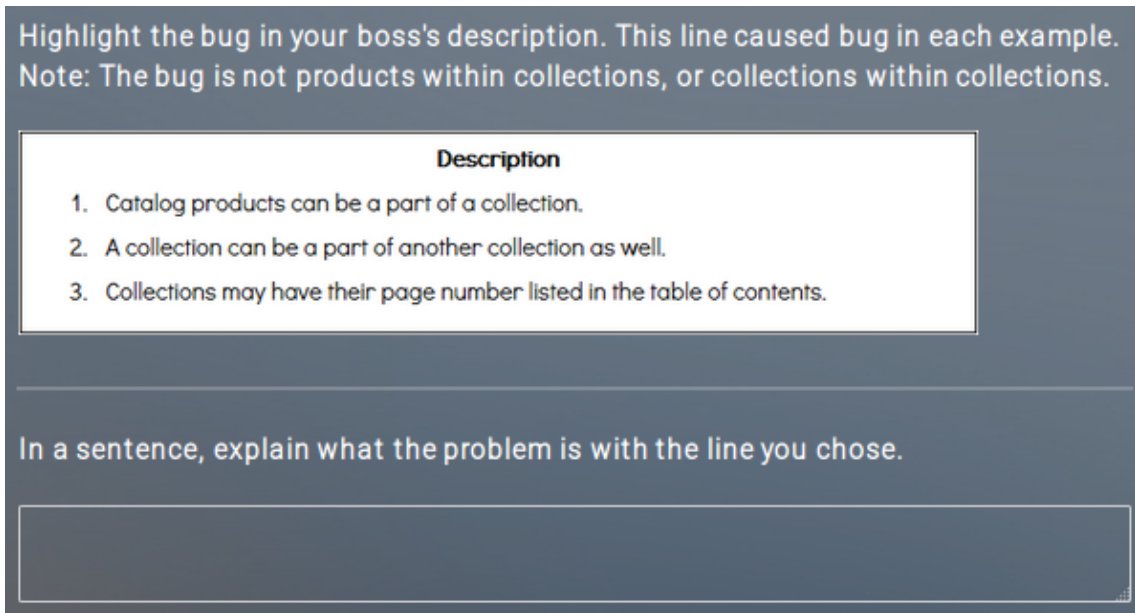 Highlight the bug in your boss's description. This line caused bug in each example.
Note: The bug is not products within collections, or collections within collections.
Description
1. Catalog products can be a part of a collection.
2. A collection can be a part of another collection as well.
3. Collections may have their page number listed in the table of contents.
In a sentence, explain what the problem is with the line you chose.